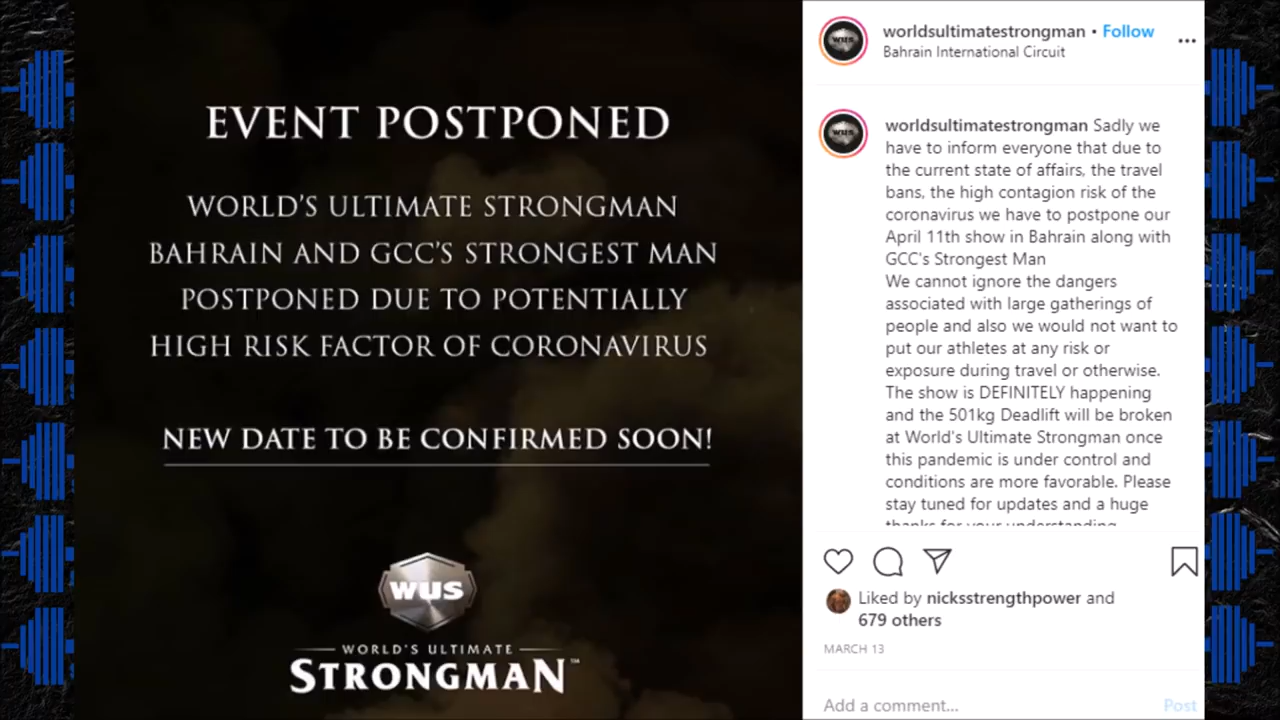 EVENT POSTPONED
WORLD'S ULTIMATE STRONGMAN
BAHRAIN AND GCC'S STRONGEST MAN
POSTPONED DUE TO POTENTIALLY
HIGH RISK FACTOR OF CORONAVIRUS
NEW DATE TO BE CONFIRMED SOON!
WUS
WORLD'S ULTIMATE
STRONGMAN™
worldsultimatestrongman • Follow
Bahrain International Circuit
worldsultimatestrongman Sadly we
have to inform everyone that due to
the current state of affairs, the travel
bans, the high contagion risk of the
coronavirus we have to postpone our
April 11th show in Bahrain along with
GCC's Strongest Man
We cannot ignore the dangers
associated with large gatherings of
people and also we would not want to
put our athletes at any risk or
exposure during travel or otherwise.
The show is DEFINITELY happening
and the 501kg Deadlift will be broken
at World's Ultimate Strongman once
this pandemic is under control and
conditions are more favorable. Please
stay tuned for updates and a huge
thanks for your understanding
Liked by nicksstrengthpower and
679 others
MARCH 13
Add a comment...
Post